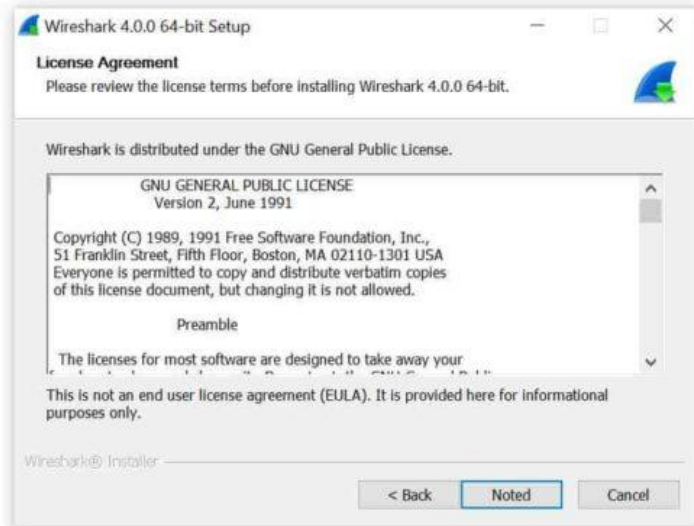 Wireshark 4.0.0 64-bit Setup
License Agreement
Please review the license terms before installing Wireshark 4.0.0 64-bit.
Wireshark is distributed under the GNU General Public License.
GNU GENERAL PUBLIC LICENSE
Version 2, June 1991
Copyright (C) 1989, 1991 Free Software Foundation, Inc.,
51 Franklin Street, Fifth Floor, Boston, MA 02110-1301 USA
Everyone is permitted to copy and distribute verbatim copies
of this license document, but changing it is not allowed.
Preamble
The licenses for most software are designed to take away your
This is not an end user license agreement (EULA). It is provided here for informational
purposes only.
Wireshark® Installer
< Back Noted Cancel